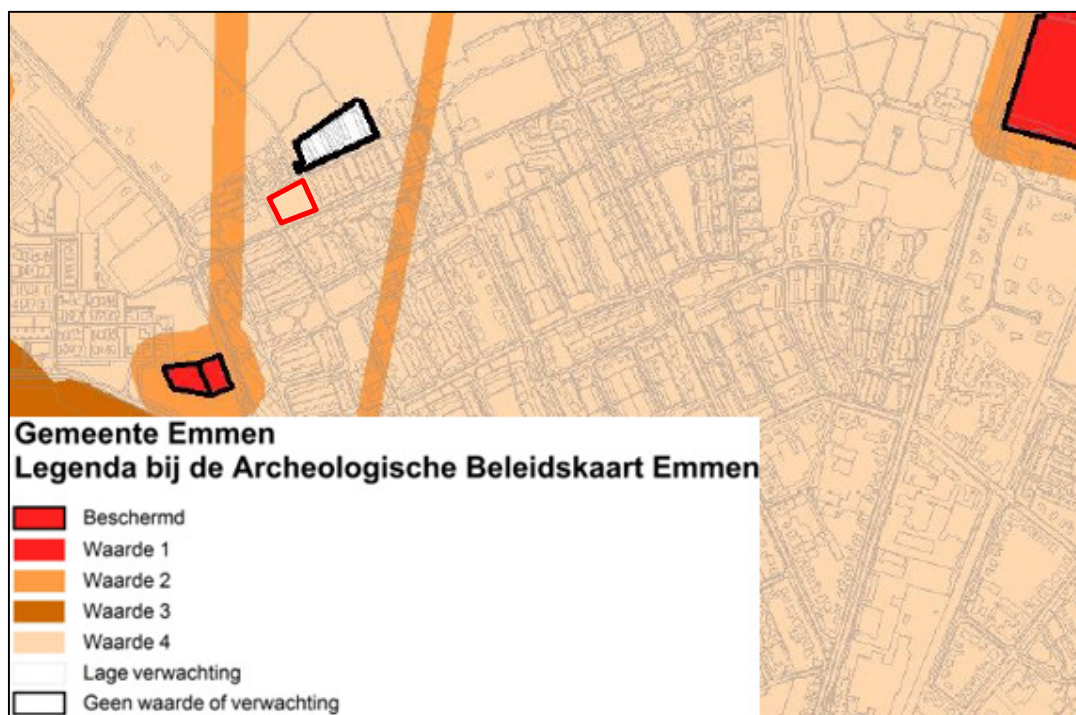 Gemeente Emmen
Legenda bij de Archeologische Beleidskaart Emmen
Beschermd
Waarde 1
Waarde 2
Waarde 3
Waarde 4
Lage verwachting
Geen waarde of verwachting